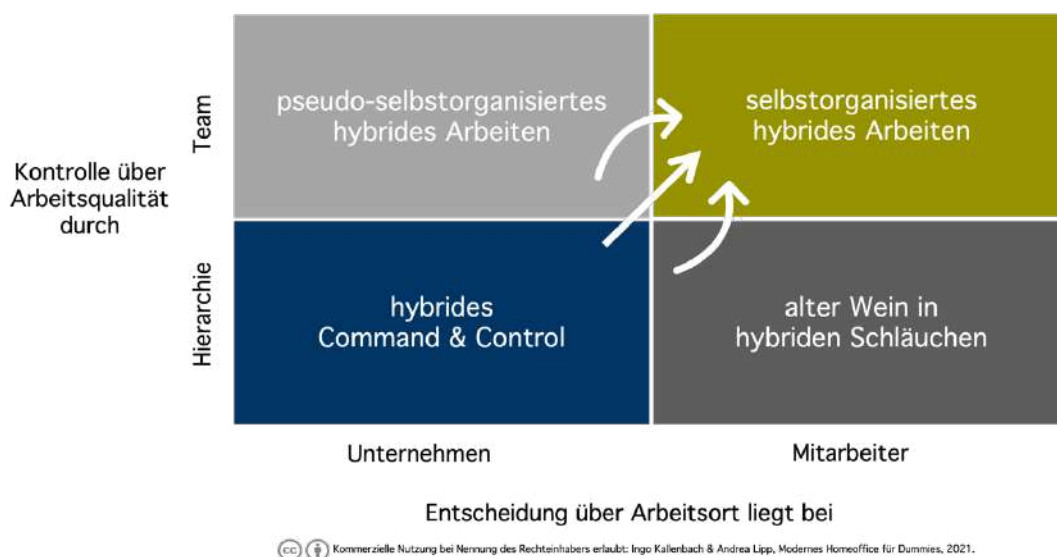 pseudo-selbstorganisiertes
hybrides Arbeiten
selbstorganisiertes
hybrides Arbeiten
Team
Kontrolle über
Arbeitsqualität
durch
Hierarchie
hybrides
Command & Control
alter Wein in
hybriden Schläuchen
Unternehmen
Mitarbeiter
Entscheidung über Arbeitsort liegt bei
cc Kommerzielle Nutzung bei Nennung des Rechteinhabers erlaubt: Ingo Kallenbach & Andrea Lipp, Modernes Homeoffice für Dummies, 2021.